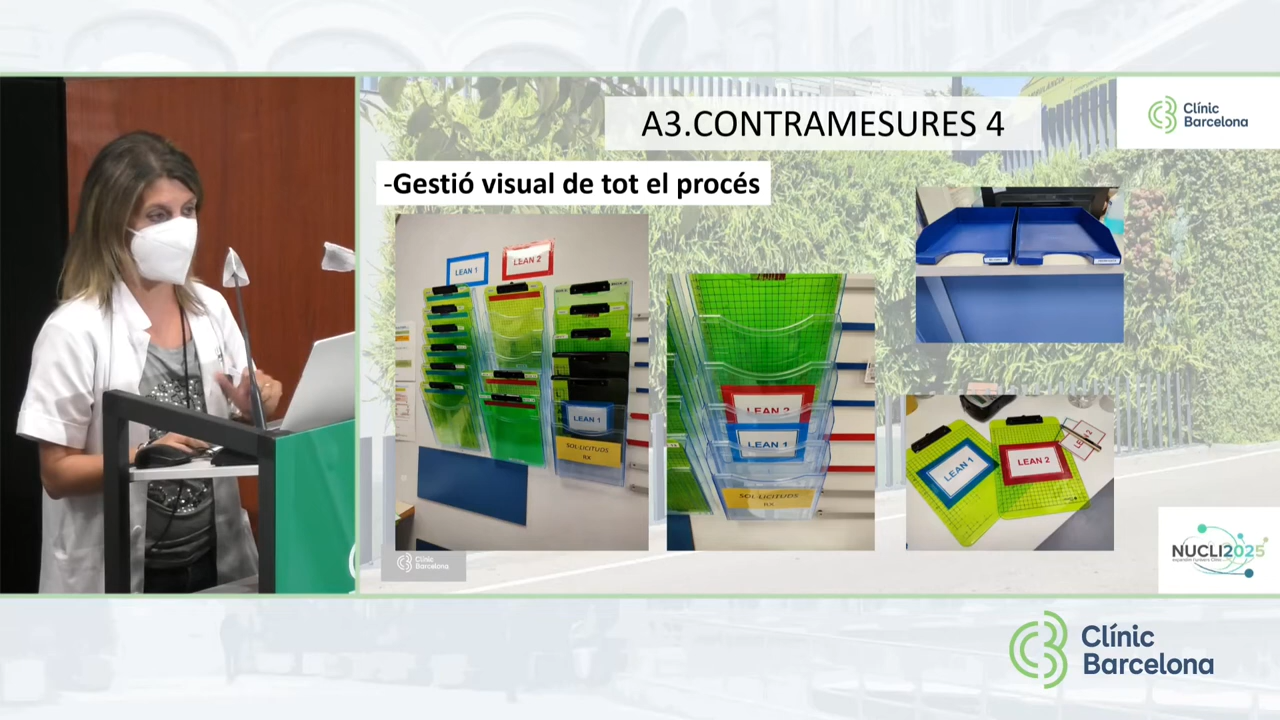 A3.CONTRAMESURES 4
Clínic
Barcelona
-Gestió visual de tot el procés
LEAN 1
LEAN 2
LEAN 1
SOL·LICITUDS
RX
LEAN 2
LEAN 1
SOL·LICITUDS
RX
LEAN 1
LEAN 2
Clínic
Barcelona
NUCLI2025
Clínic
Barcelona